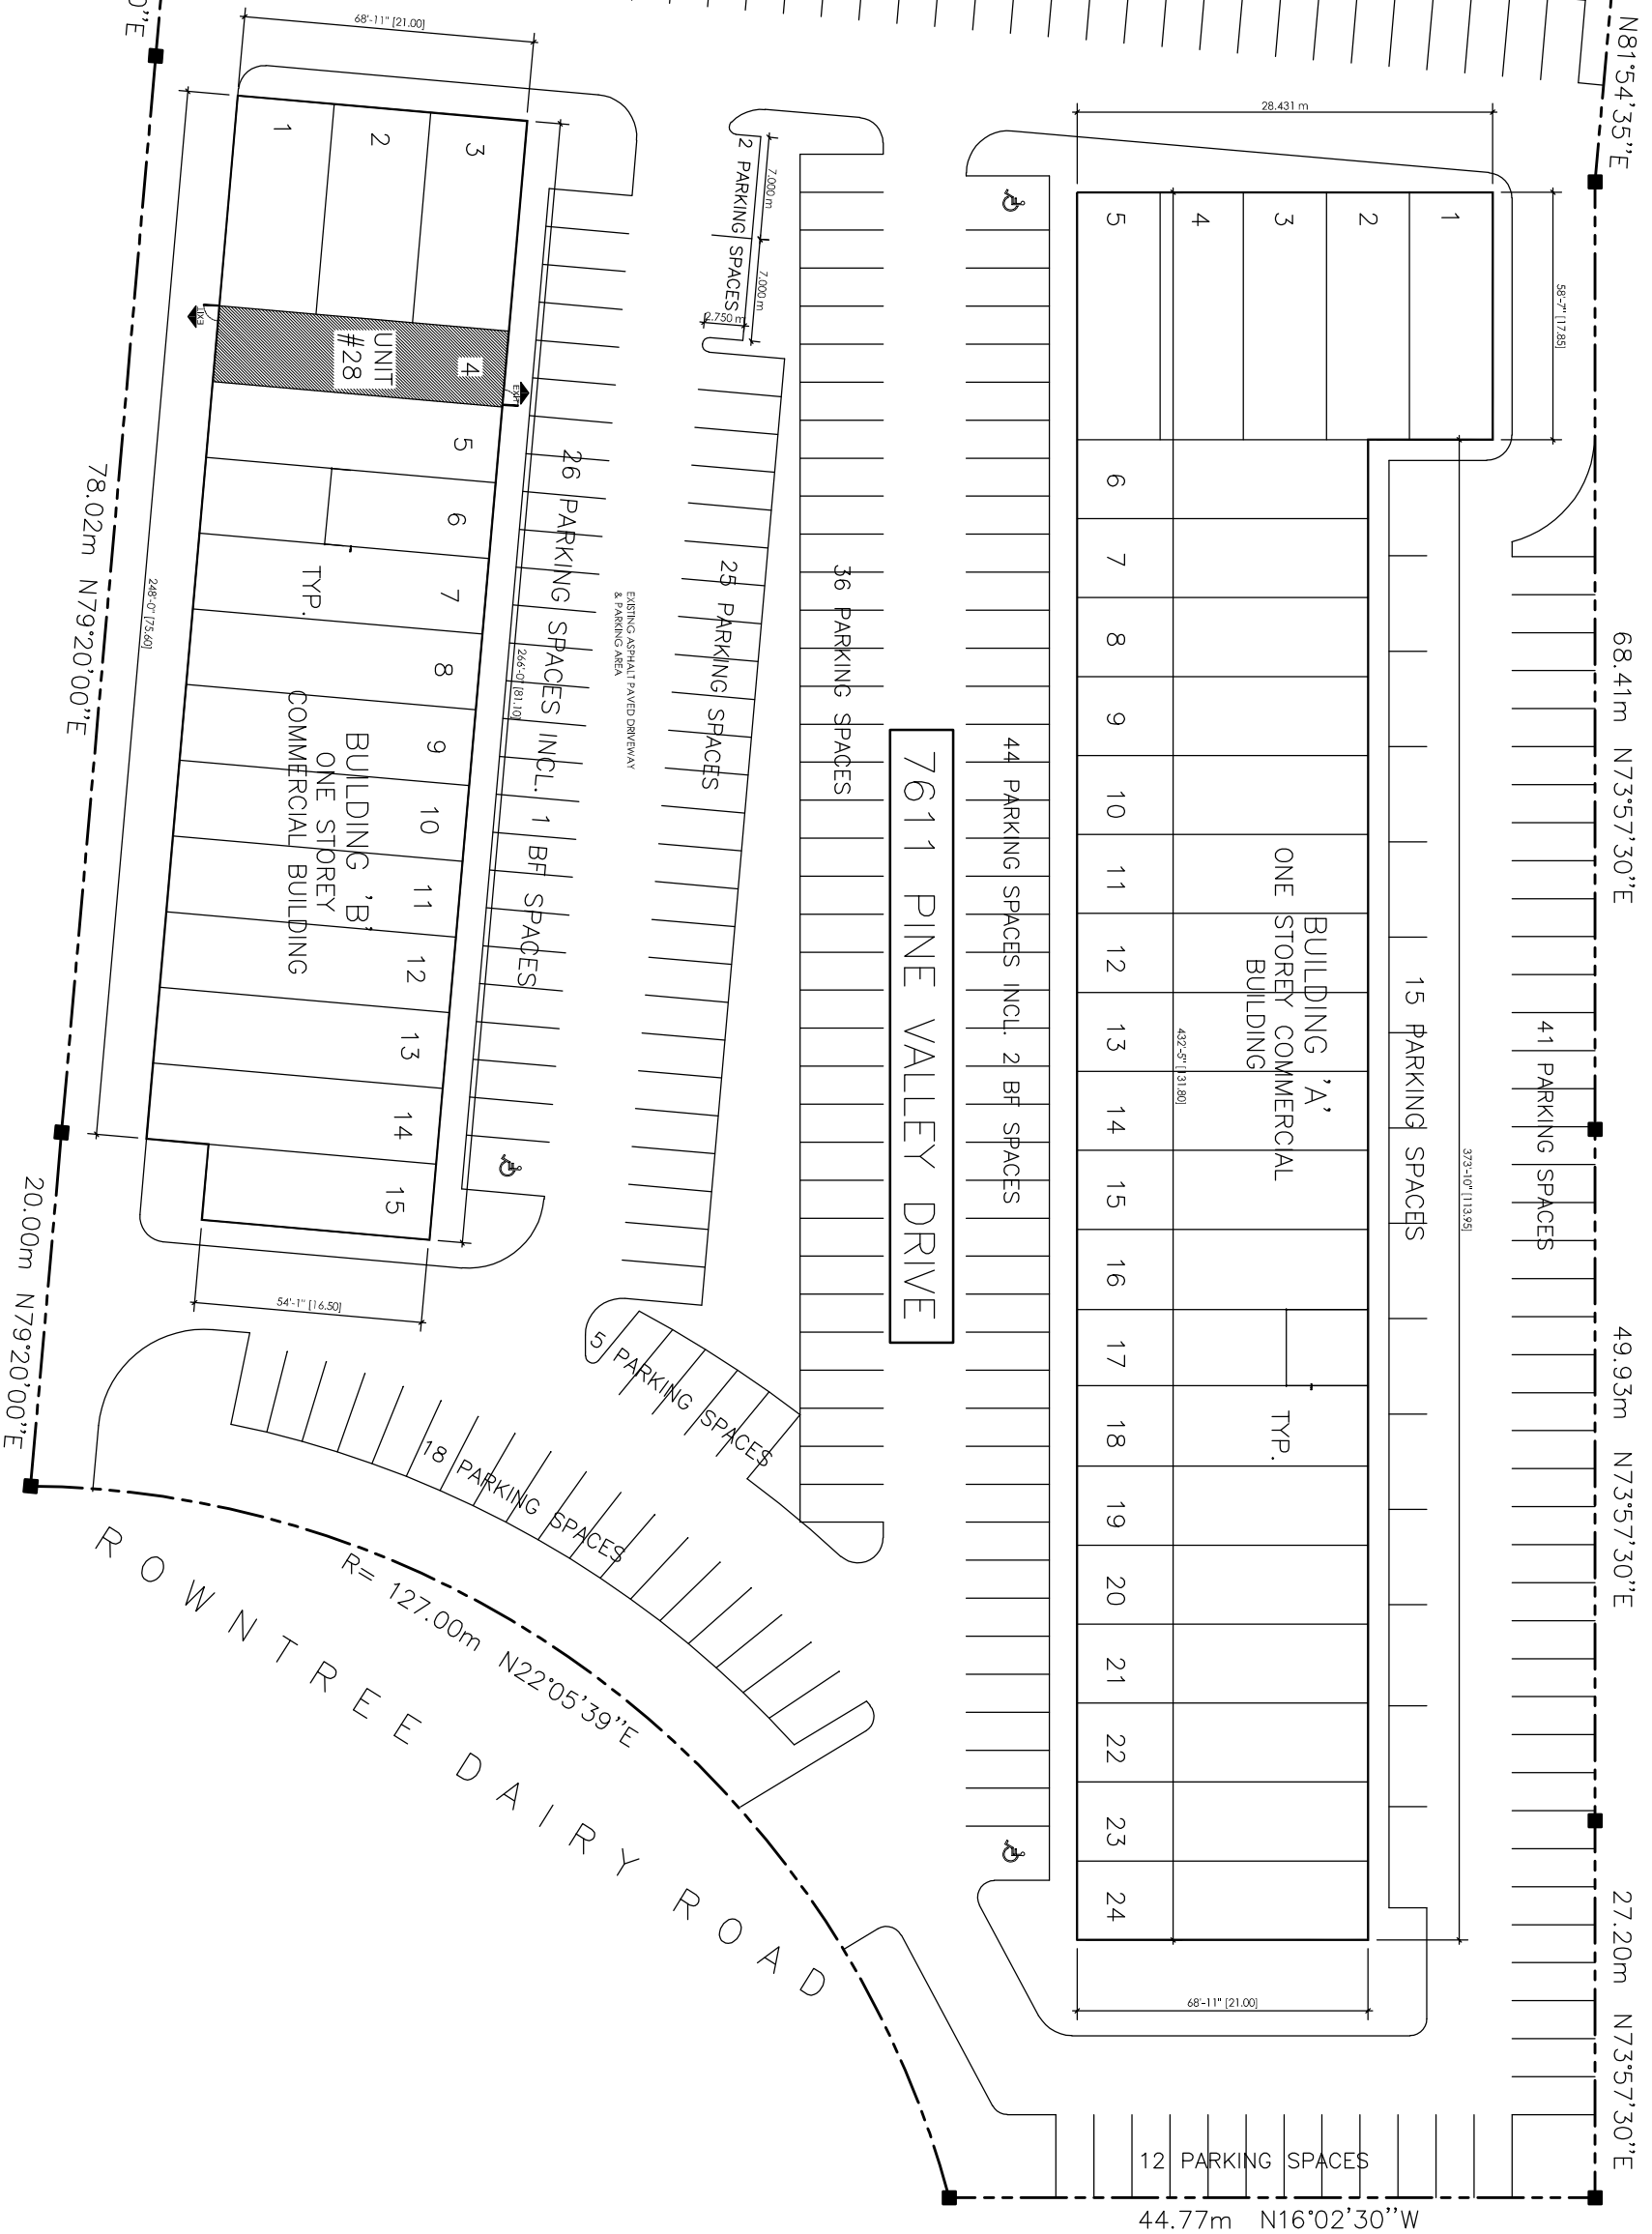 N81°54'35"E
68.41m N73°57'30"E
49.93m N73°57'30"E
27.20m N73°57'30"E
41 PARKING SPACES
58'-7" [17.85]
373'-10" [113.95]
15 PARKING SPACES
28.431 m
1
2
3
4
5
6
7
8
9
10
11
12
13
14
15
16
17
18
19
20
21
22
23
24
BUILDING 'A'
ONE STOREY COMMERCIAL
BUILDING
TYP.
432'-5" [131.80]
68'-11" [21.00]
44 PARKING SPACES INCL. 2 BF SPACES
7611 PINE VALLEY DRIVE
36 PARKING SPACES
2 PARKING SPACES
7.000 m
7.000 m
2.750 m
25 PARKING SPACES
5 PARKING SPACES
EXISTING ASPHALT PAVED DRIVEWAY
& PARKING AREA
26 PARKING SPACES INCL. 1 BF SPACES
266'-0" [81.10]
68'-11" [21.00]
1
2
3
4
5
6
7
8
9
10
11
12
13
14
15
UNIT
#28
EXIT
EXIT
TYP.
BUILDING 'B'
ONE STOREY
COMMERCIAL BUILDING
248'-0" [75.60]
54'-1" [16.50]
18 PARKING SPACES
12 PARKING SPACES
44.77m N16°02'30"W
0"E
78.02m N79°20'00"E
20.00m N79°20'00"E
R= 127.00m N22°05'39"E
ROWNTREE DAIRY ROAD